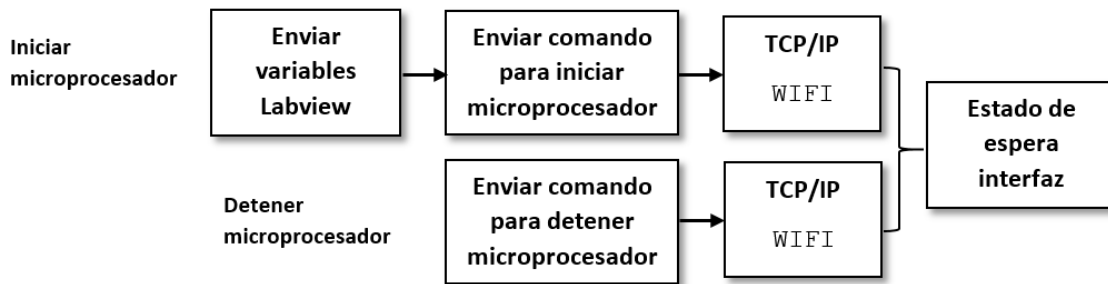 Iniciar
microprocesador
Enviar
variables
Labview
Enviar comando
para iniciar
microprocesador
TCP/IP
WIFI
Estado de
espera
interfaz
Detener
microprocesador
Enviar comando
para detener
microprocesador
TCP/IP
WIFI